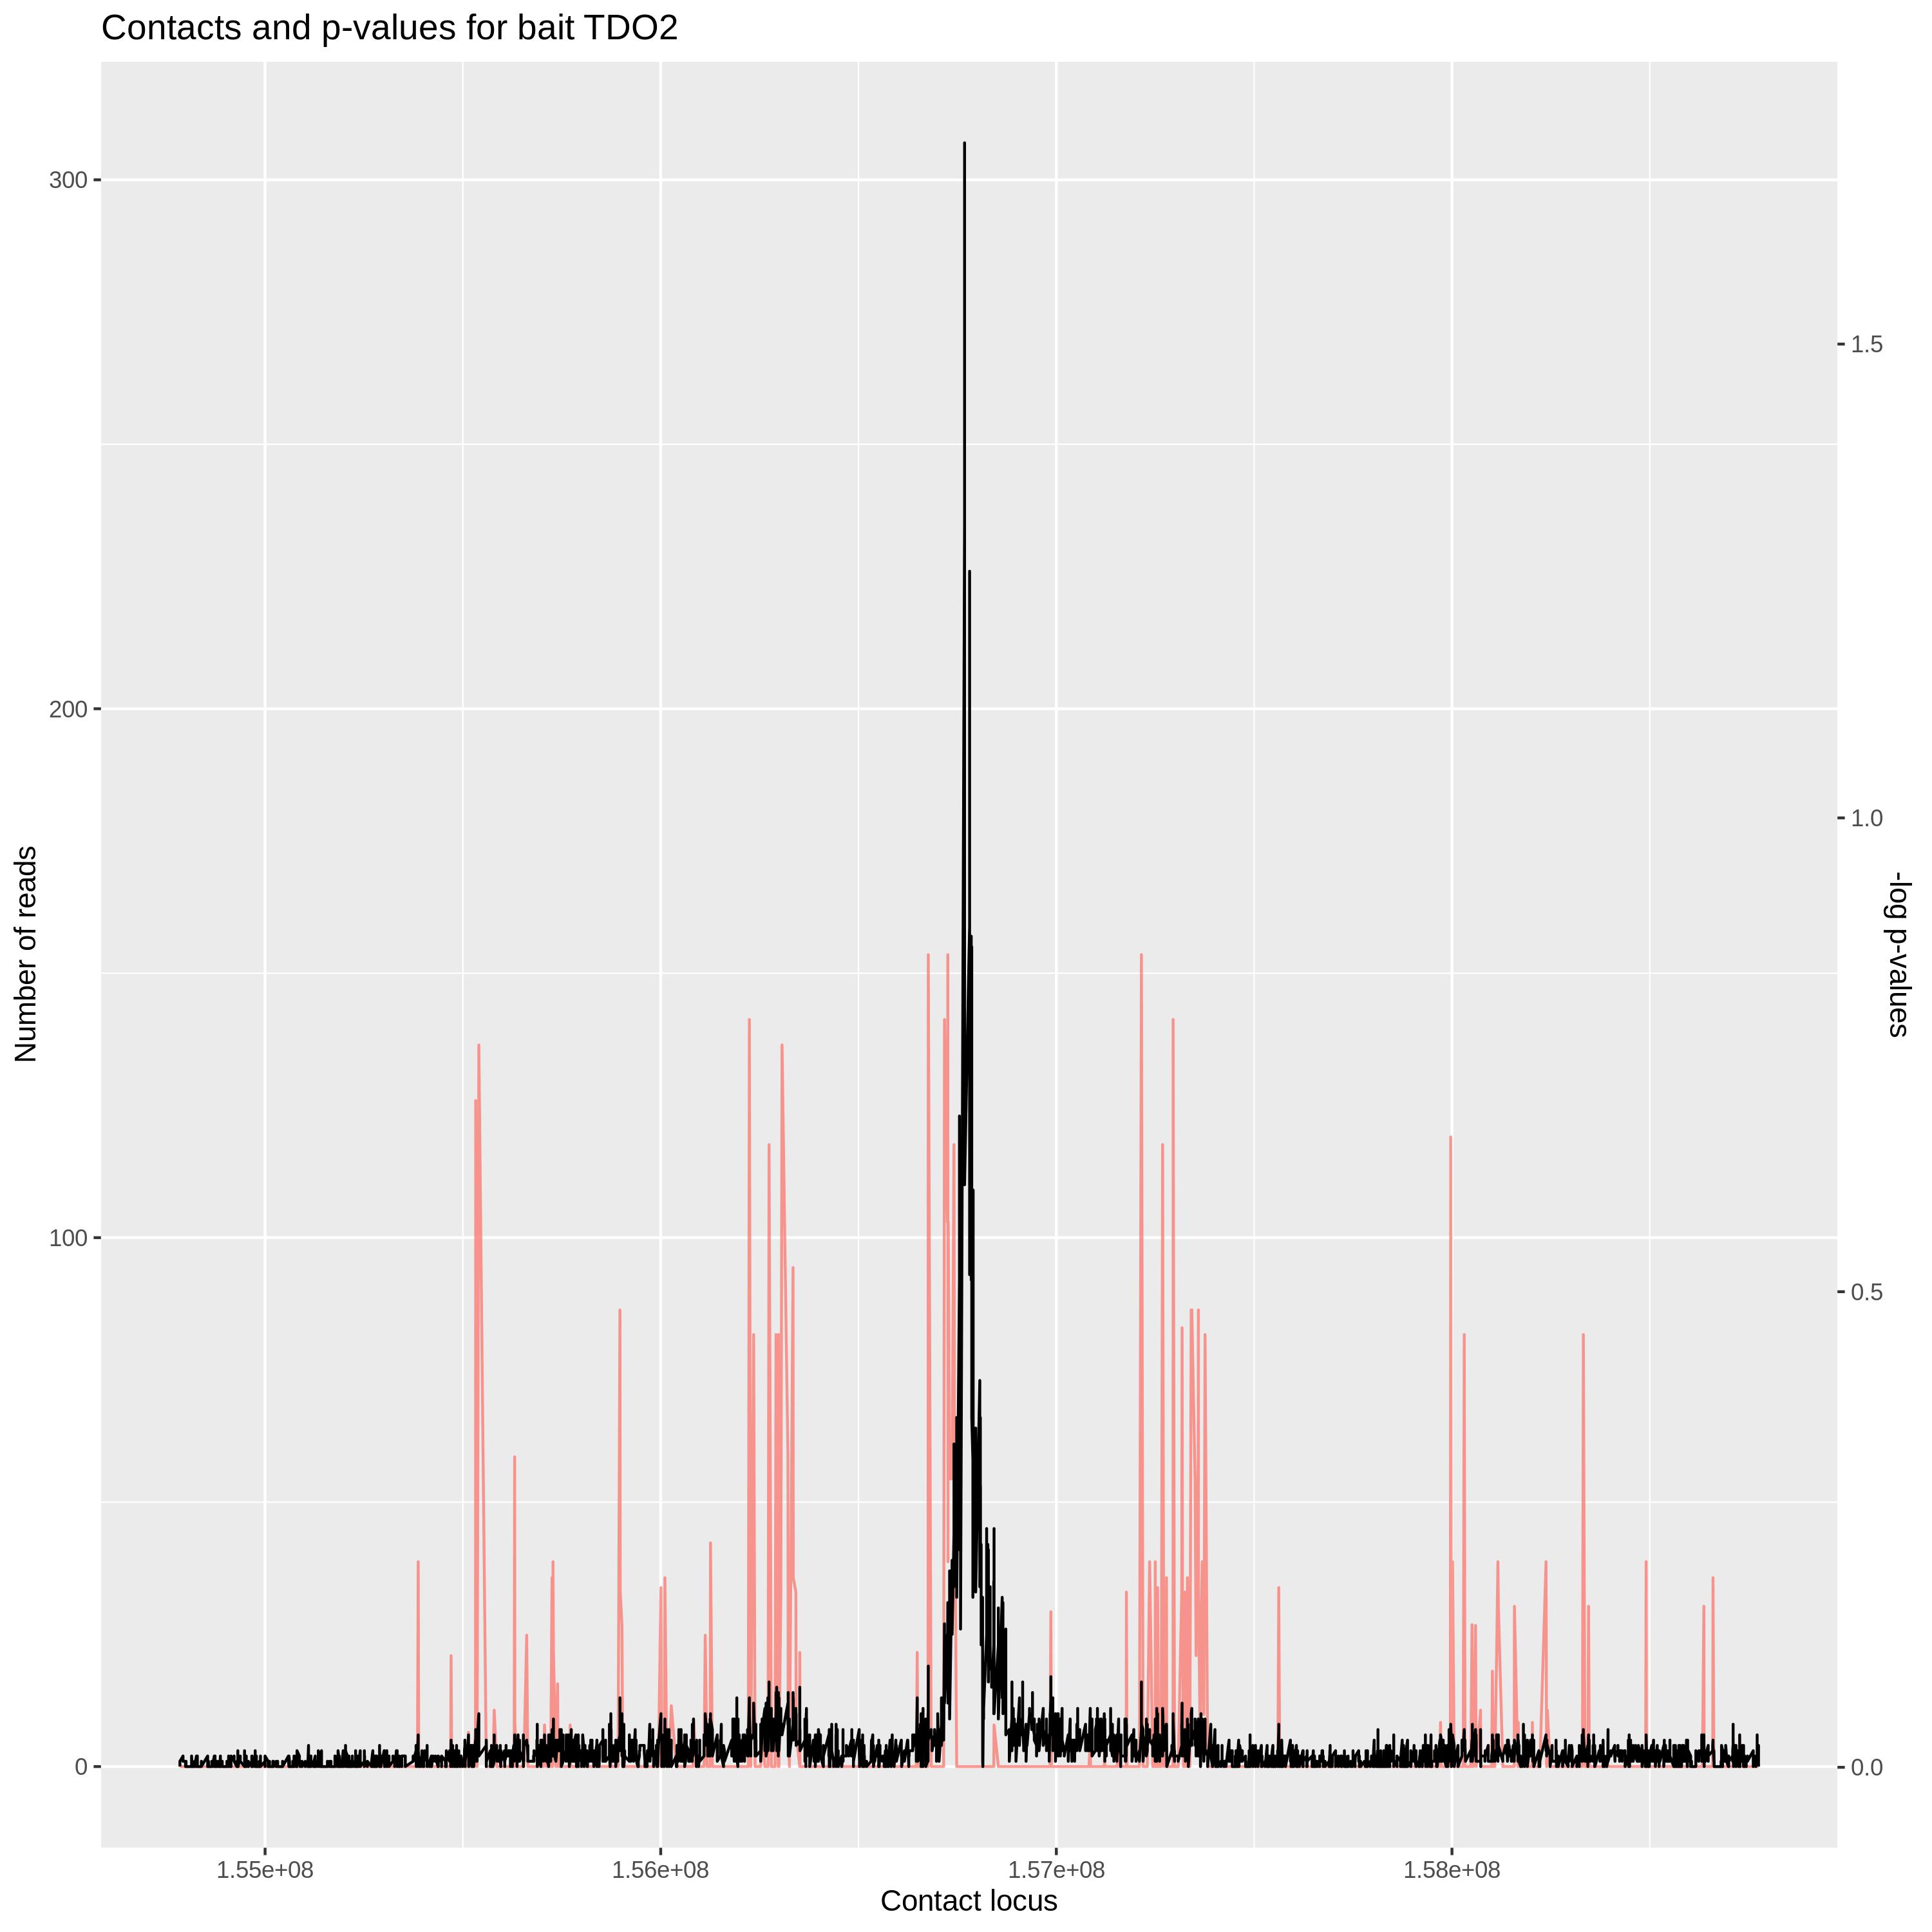 Contacts and p-values for bait TDO2
300
200
100
0
Number of reads
1.5
1.0
0.5
0.0
-log p-values
1.55e+08
1.56e+08
1.57e+08
1.58e+08
Contact locus